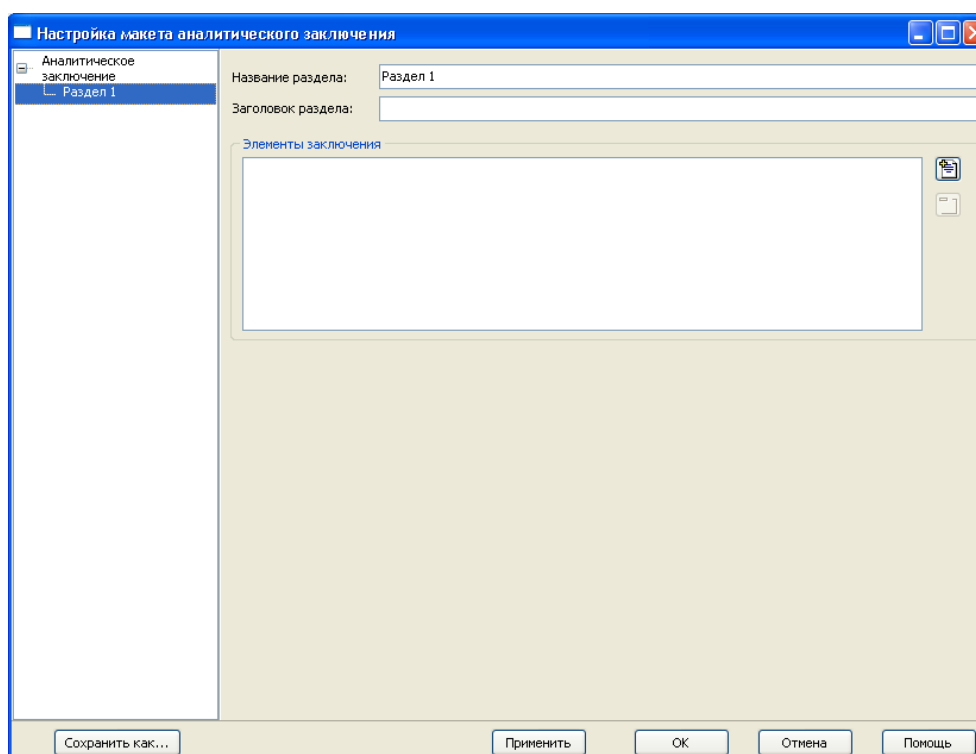 Настройка макета аналитического заключения
Аналитическое
заключение
Раздел 1
Название раздела:
Раздел 1
Заголовок раздела:
Элементы заключения
Сохранить как...
Применить
ОК
Отмена
Помощь